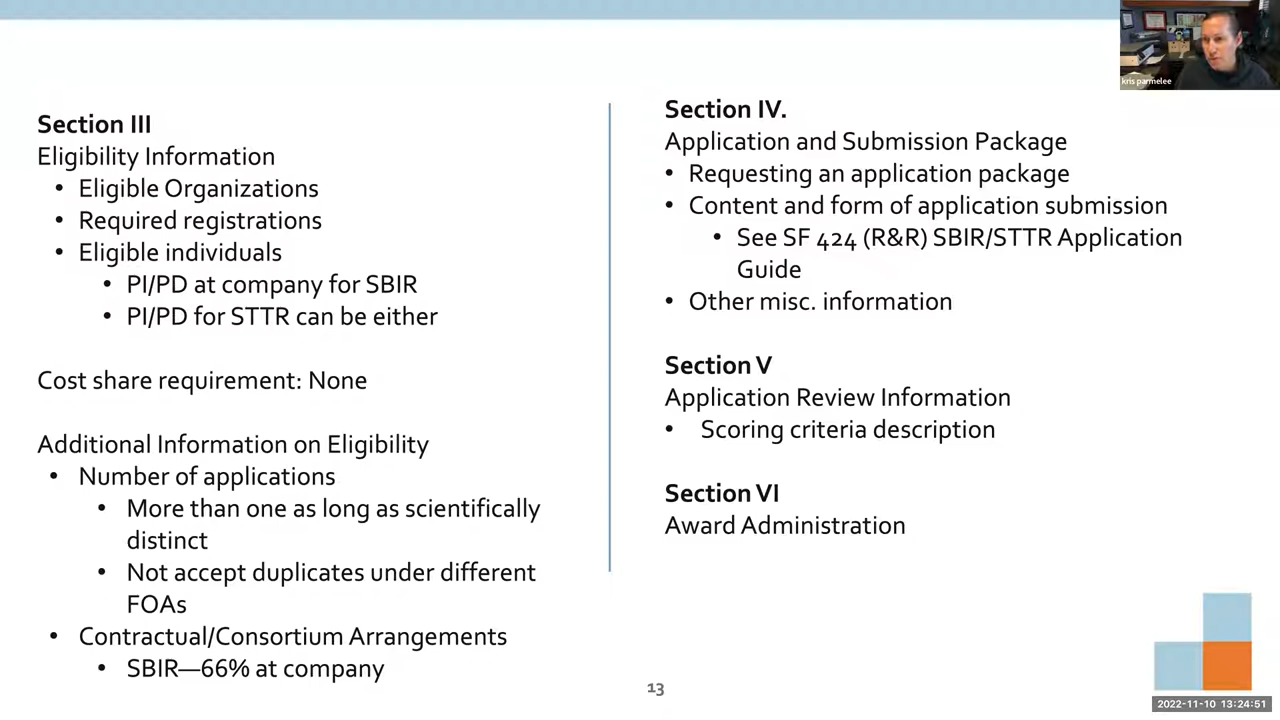 kris parmelee
Section III
Eligibility Information
• Eligible Organizations
• Required registrations
• Eligible individuals
• PI/PD at company for SBIR
• PI/PD for STTR can be either
Cost share requirement: None
Additional Information on Eligibility
• Number of applications
• More than one as long as scientifically
distinct
• Not accept duplicates under different
FOAs
• Contractual/Consortium Arrangements
• SBIR—66% at company
Section IV.
Application and Submission Package
• Requesting an application package
• Content and form of application submission
• See SF 424 (R&R) SBIR/STTR Application
Guide
• Other misc. information
Section V
Application Review Information
• Scoring criteria description
Section VI
Award Administration
13
2022-11-10 13:24:51